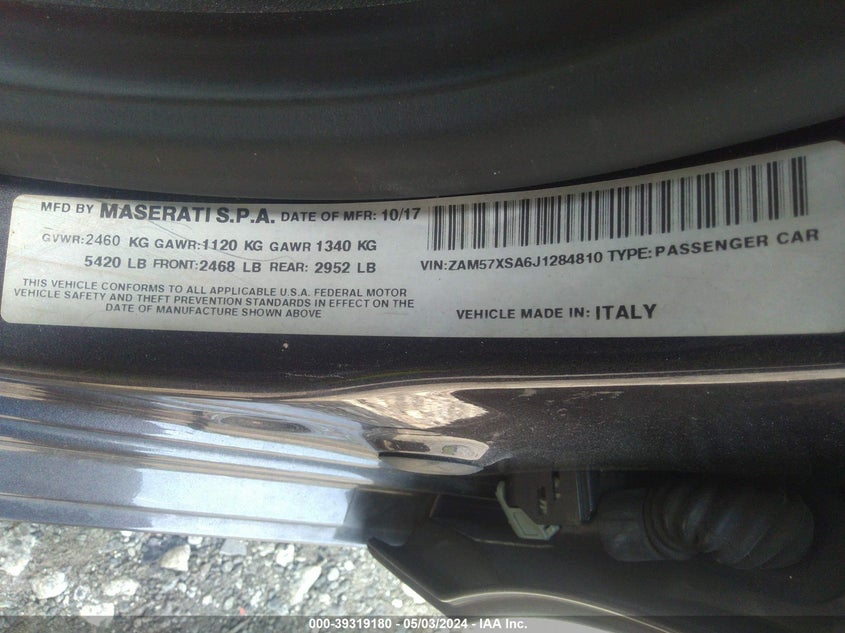 MFD BY MASERATI S.P.A. DATE OF MFR: 10/17
GVWR:2460 KG GAWR:1120 KG GAWR 1340 KG
5420 LB FRONT:2468 LB REAR: 2952 LB
THIS VEHICLE CONFORMS TO ALL APPLICABLE U.S.A. FEDERAL MOTOR
VEHICLE SAFETY AND THEFT PREVENTION STANDARDS IN EFFECT ON THE
DATE OF MANUFACTURE SHOWN ABOVE
VIN:ZAM57XSA6J1284810 TYPE:PASSENGER CAR
VEHICLE MADE IN: ITALY
000-39319180 - 05/03/2024 - IAA Inc.